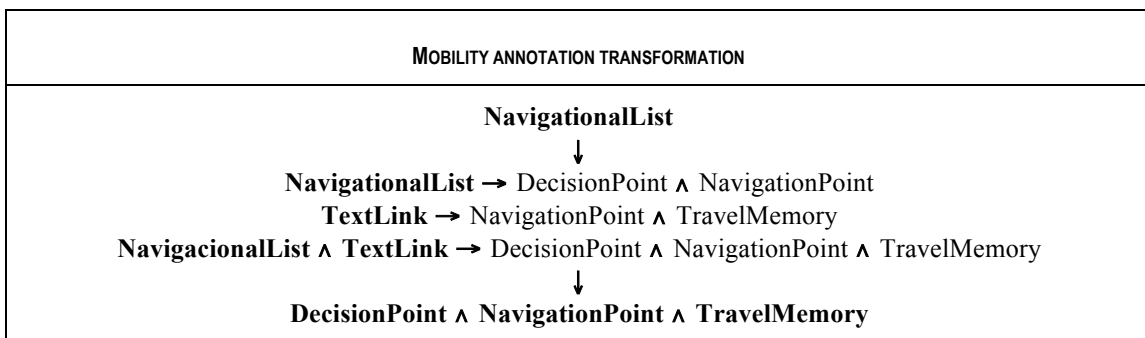 MOBILITY ANNOTATION TRANSFORMATION
NavigationalList
↓
NavigationalList → DecisionPoint ∧ NavigationPoint
TextLink → NavigationPoint ∧ TravelMemory
NavigacionalList ∧ TextLink → DecisionPoint ∧ NavigationPoint ∧ TravelMemory
↓
DecisionPoint ∧ NavigationPoint ∧ TravelMemory